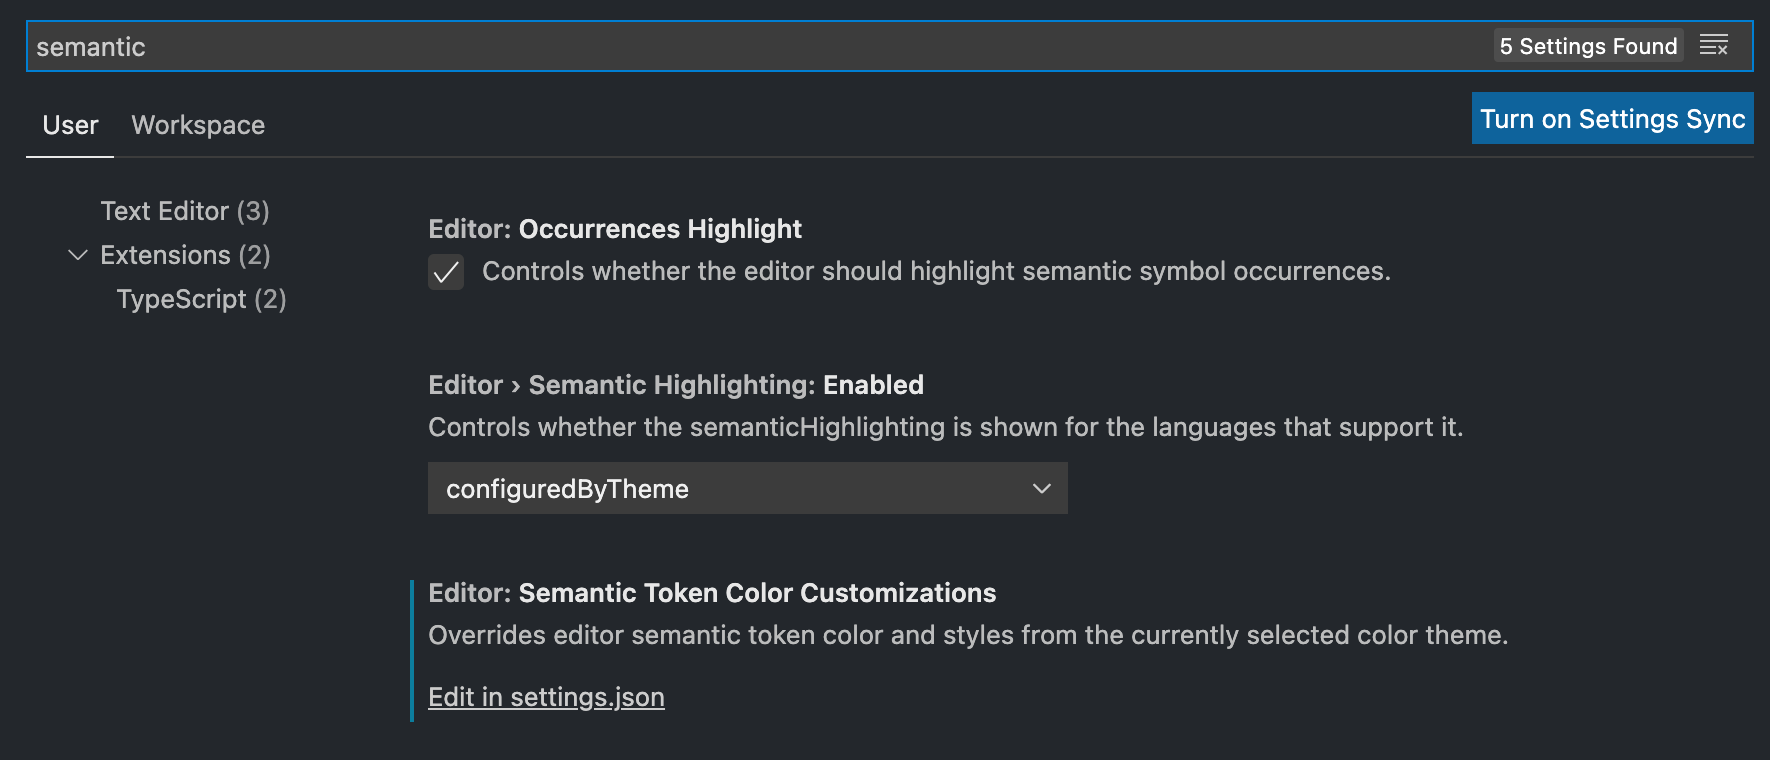 semantic
5 Settings Found
User
Workspace
Turn on Settings Sync
Text Editor (3)
Extensions (2)
TypeScript (2)
Editor: Occurrences Highlight
Controls whether the editor should highlight semantic symbol occurrences.
Editor › Semantic Highlighting: Enabled
Controls whether the semanticHighlighting is shown for the languages that support it.
configuredByTheme
Editor: Semantic Token Color Customizations
Overrides editor semantic token color and styles from the currently selected color theme.
Edit in settings.json